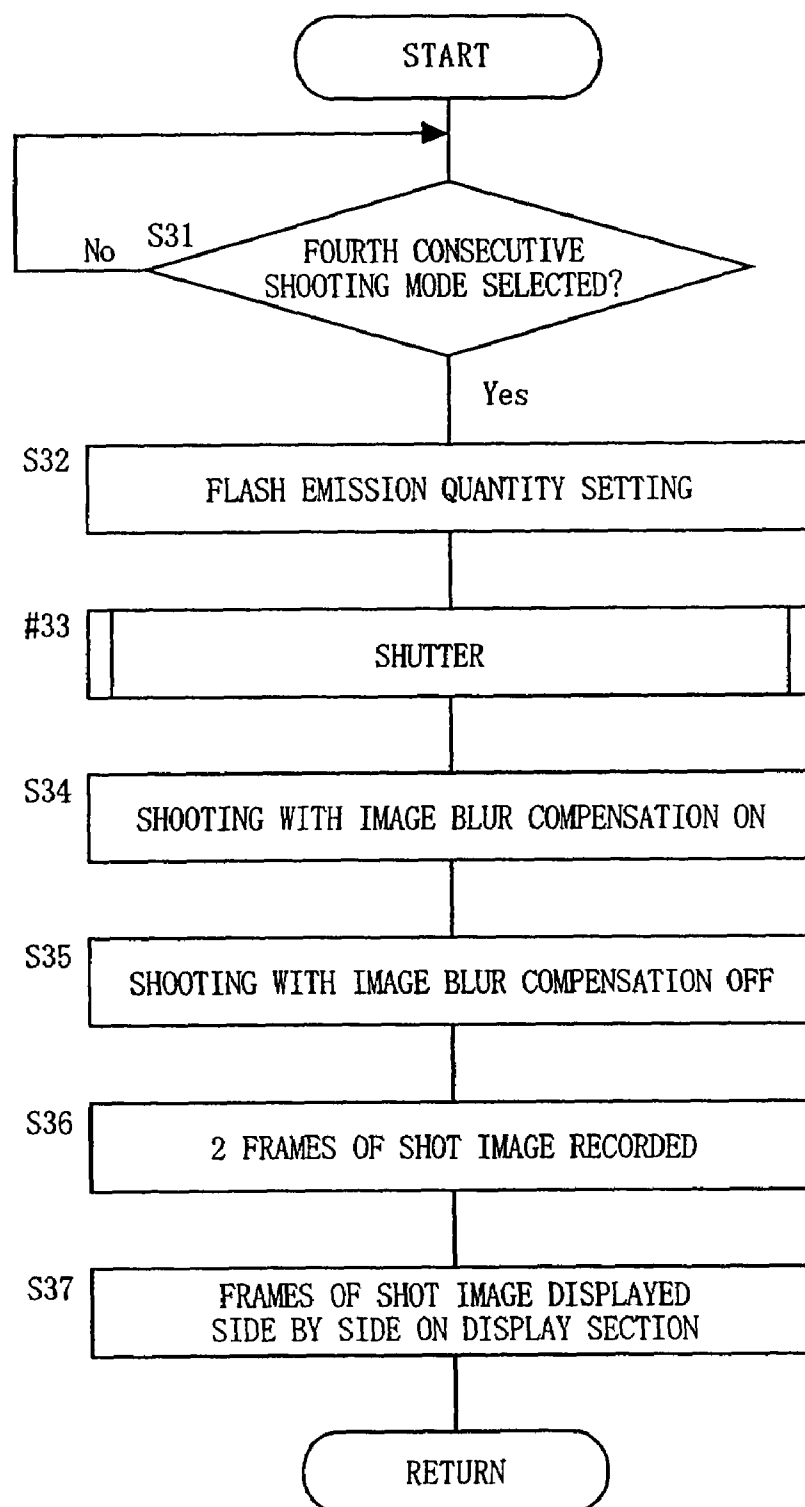 START
S31
No
FOURTH CONSECUTIVE
SHOOTING MODE SELECTED?
Yes
S32
FLASH EMISSION QUANTITY SETTING
#33
SHUTTER
S34
SHOOTING WITH IMAGE BLUR COMPENSATION ON
S35
SHOOTING WITH IMAGE BLUR COMPENSATION OFF
S36
2 FRAMES OF SHOT IMAGE RECORDED
S37
FRAMES OF SHOT IMAGE DISPLAYED
SIDE BY SIDE ON DISPLAY SECTION
RETURN